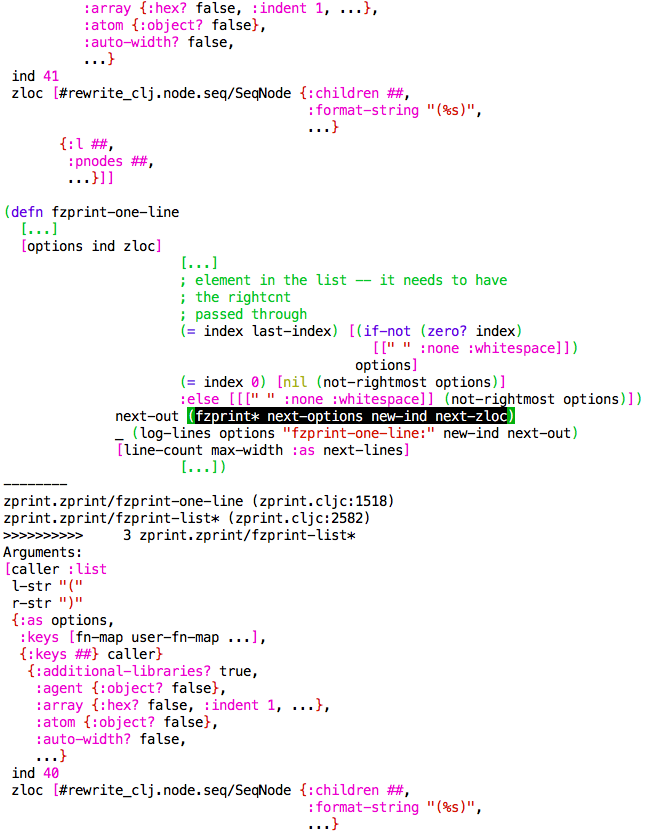 :array {:hex? false, :indent 1, ...},
:atom {:object? false},
:auto-width? false,
...}
ind 41
zloc [#rewrite_clj.node.seq/SeqNode {:children ##,
:format-string "(%s)",
...}
{:l ##,
:pnodes ##,
...}]]
(defn fzprint-one-line
[...]
[options ind zloc]
[...]
; element in the list -- it needs to have
; the rightcnt
; passed through
(= index last-index) [(if-not (zero? index)
[[" " :none :whitespace]])
options]
(= index 0) [nil (not-rightmost options)]
:else [[[" " :none :whitespace]] (not-rightmost options)])
next-out (fzprint* next-options new-ind next-zloc)
_ (log-lines options "fzprint-one-line:" new-ind next-out)
[line-count max-width :as next-lines]
[...])
--------
zprint.zprint/fzprint-one-line (zprint.cljc:1518)
zprint.zprint/fzprint-list* (zprint.cljc:2582)
>>>>>>>>>> 3 zprint.zprint/fzprint-list*
Arguments:
[caller :list
l-str "("
r-str ")"
{:as options,
:keys [fn-map user-fn-map ...],
{:keys ##} caller}
{:additional-libraries? true,
:agent {:object? false},
:array {:hex? false, :indent 1, ...},
:atom {:object? false},
:auto-width? false,
...}
ind 40
zloc [#rewrite_clj.node.seq/SeqNode {:children ##,
:format-string "(%s)",
...}